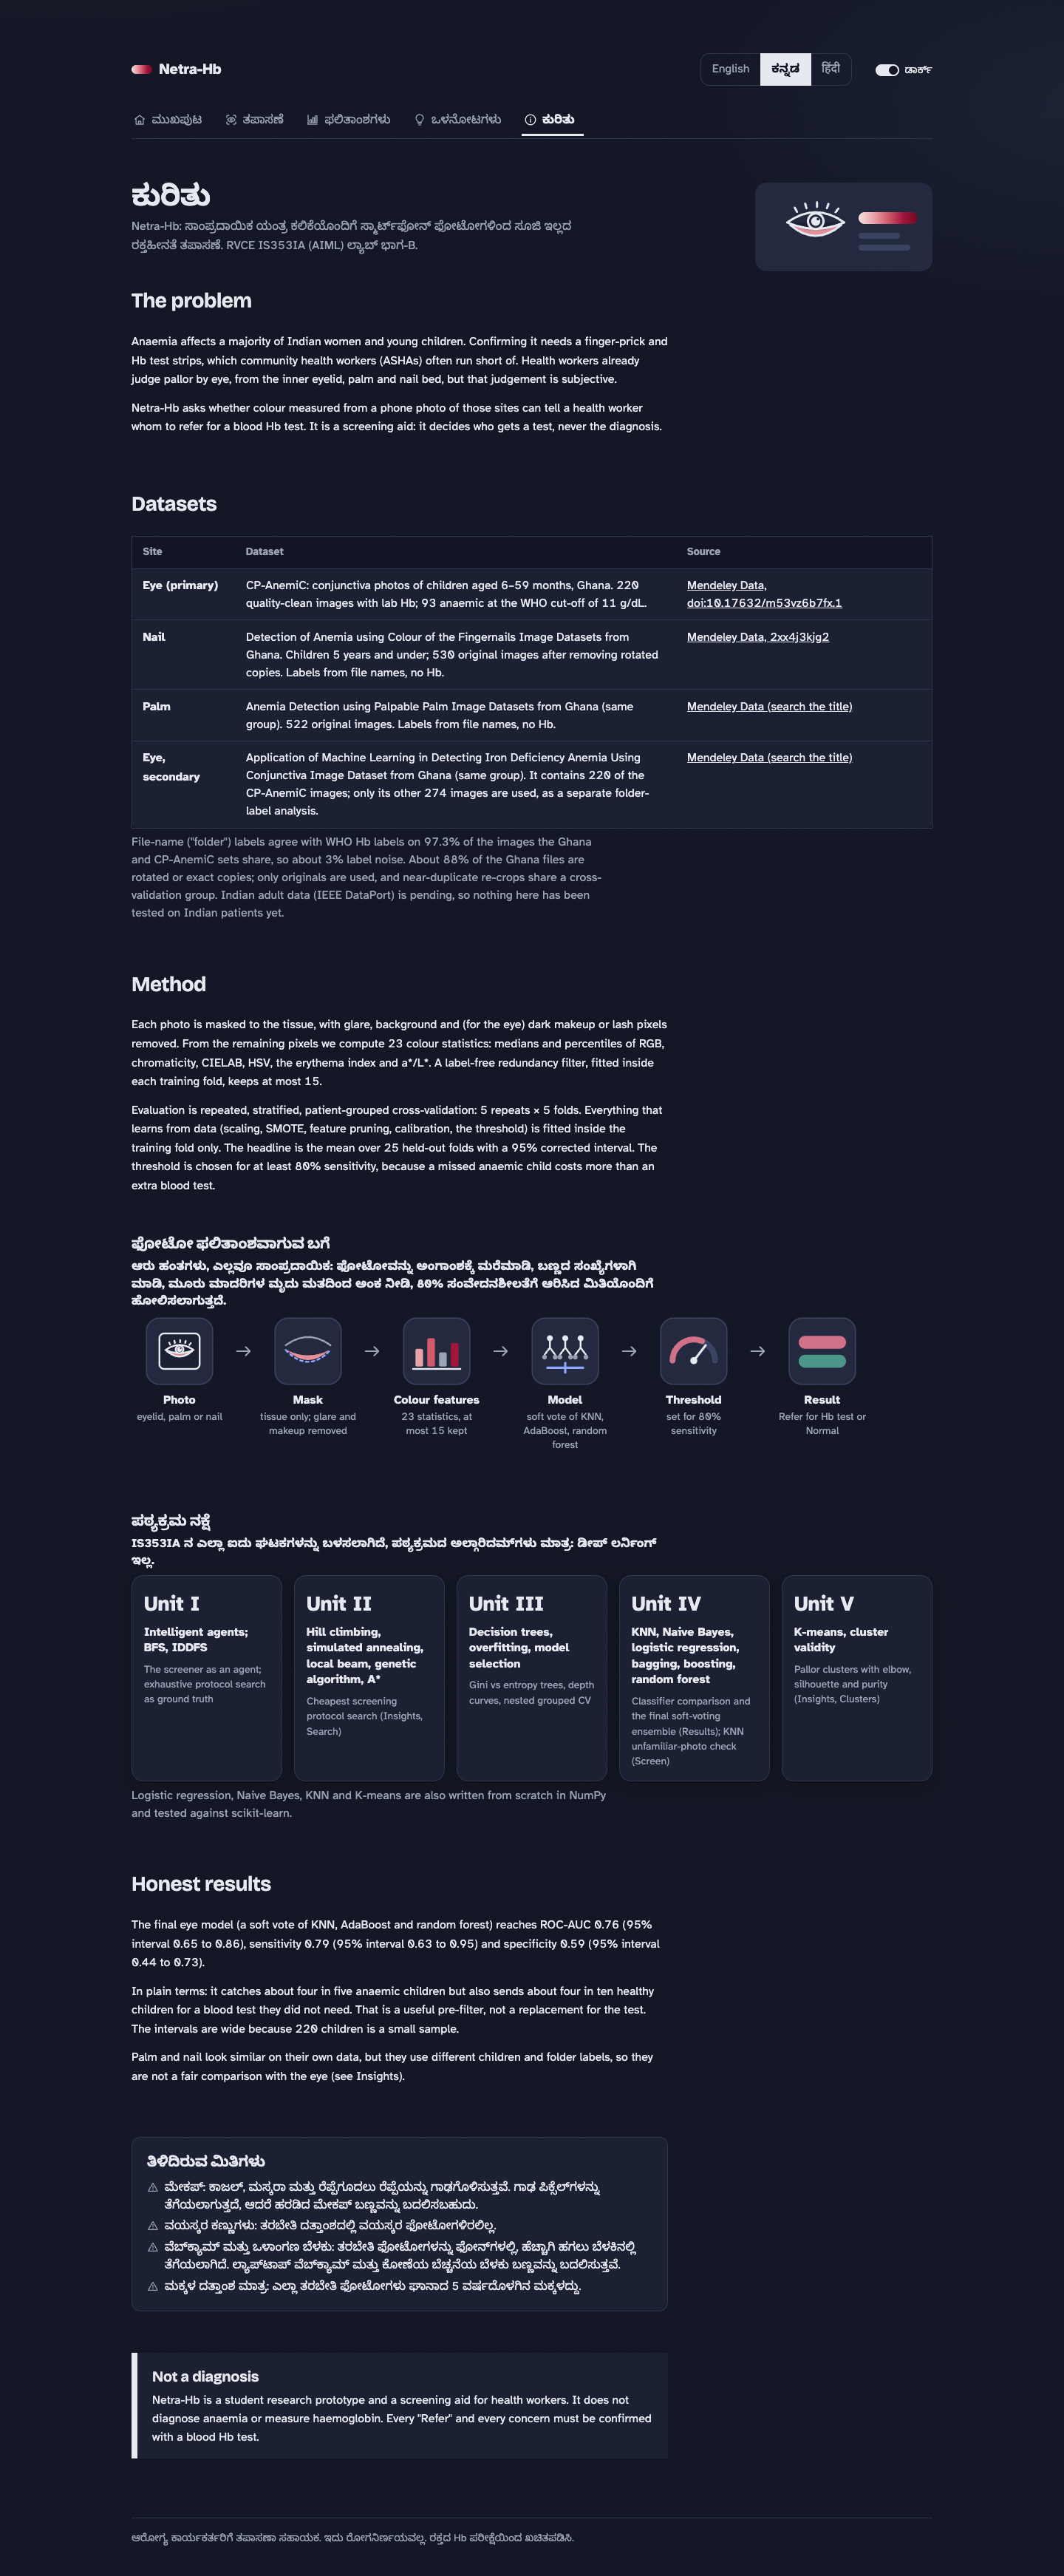 Netra-Hb
English ಕನ್ನಡ हिंदी ಡಾರ್ಕ್
ಮುಖಪುಟ ತಪಾಸಣೆ ಫಲಿತಾಂಶಗಳು ಒಳನೋಟಗಳು ಕುರಿತು
ಕುರಿತು
Netra-Hb: ಸಾಂಪ್ರದಾಯಿಕ ಯಂತ್ರ ಕಲಿಕೆಯೊಂದಿಗೆ ಸ್ಮಾರ್ಟ್‌ಫೋನ್ ಫೋಟೋಗಳಿಂದ ಸೂಜಿ ಇಲ್ಲದ
ರಕ್ತಹೀನತೆ ತಪಾಸಣೆ. RVCE IS353IA (AIML) ಲ್ಯಾಬ್ ಭಾಗ-B.
The problem
Anaemia affects a majority of Indian women and young children. Confirming it needs a finger-prick and
Hb test strips, which community health workers (ASHAs) often run short of. Health workers already
judge pallor by eye, from the inner eyelid, palm and nail bed, but that judgement is subjective.
Netra-Hb asks whether colour measured from a phone photo of those sites can tell a health worker
whom to refer for a blood Hb test. It is a screening aid: it decides who gets a test, never the diagnosis.
Datasets
Site Dataset Source
Eye (primary) CP-AnemiC: conjunctiva photos of children aged 6–59 months, Ghana. 220 Mendeley Data,
quality-clean images with lab Hb; 93 anaemic at the WHO cut-off of 11 g/dL. doi:10.17632/m53vz6b7fx.1
Nail Detection of Anemia using Colour of the Fingernails Image Datasets from Mendeley Data, 2xx4j3kjg2
Ghana. Children 5 years and under; 530 original images after removing rotated
copies. Labels from file names, no Hb.
Palm Anemia Detection using Palpable Palm Image Datasets from Ghana (same Mendeley Data (search the title)
group). 522 original images. Labels from file names, no Hb.
Eye, Application of Machine Learning in Detecting Iron Deficiency Anemia Using Mendeley Data (search the title)
secondary Conjunctiva Image Dataset from Ghana (same group). It contains 220 of the
CP-AnemiC images; only its other 274 images are used, as a separate folder-
label analysis.
File-name ("folder") labels agree with WHO Hb labels on 97.3% of the images the Ghana
and CP-AnemiC sets share, so about 3% label noise. About 88% of the Ghana files are
rotated or exact copies; only originals are used, and near-duplicate re-crops share a cross-
validation group. Indian adult data (IEEE DataPort) is pending, so nothing here has been
tested on Indian patients yet.
Method
Each photo is masked to the tissue, with glare, background and (for the eye) dark makeup or lash pixels
removed. From the remaining pixels we compute 23 colour statistics: medians and percentiles of RGB,
chromaticity, CIELAB, HSV, the erythema index and a*/L*. A label-free redundancy filter, fitted inside
each training fold, keeps at most 15.
Evaluation is repeated, stratified, patient-grouped cross-validation: 5 repeats × 5 folds. Everything that
learns from data (scaling, SMOTE, feature pruning, calibration, the threshold) is fitted inside the
training fold only. The headline is the mean over 25 held-out folds with a 95% corrected interval. The
threshold is chosen for at least 80% sensitivity, because a missed anaemic child costs more than an
extra blood test.
ಫೋಟೋ ಫಲಿತಾಂಶವಾಗುವ ಬಗೆ
ಆರು ಹಂತಗಳು, ಎಲ್ಲವೂ ಸಾಂಪ್ರದಾಯಿಕ: ಫೋಟೋವನ್ನು ಅಂಗಾಂಶಕ್ಕೆ ಮರೆಮಾಡಿ, ಬಣ್ಣದ ಸಂಖ್ಯೆಗಳಾಗಿ
ಮಾಡಿ, ಮೂರು ಮಾದರಿಗಳ ಮೃದು ಮತದಿಂದ ಅಂಕ ನೀಡಿ, 80% ಸಂವೇದನಶೀಲತೆಗೆ ಆರಿಸಿದ ಮಿತಿಯೊಂದಿಗೆ
ಹೋಲಿಸಲಾಗುತ್ತದೆ.
Photo Mask Colour features Model Threshold Result
eyelid, palm or nail tissue only; glare and 23 statistics, at soft vote of KNN, set for 80% Refer for Hb test or
makeup removed most 15 kept AdaBoost, random sensitivity Normal
forest
ಪಠ್ಯಕ್ರಮ ನಕ್ಷೆ
IS353IA ನ ಎಲ್ಲಾ ಐದು ಘಟಕಗಳನ್ನು ಬಳಸಲಾಗಿದೆ, ಪಠ್ಯಕ್ರಮದ ಅಲ್ಗಾರಿದಮ್‌ಗಳು ಮಾತ್ರ: ಡೀಪ್ ಲರ್ನಿಂಗ್
ಇಲ್ಲ.
Unit I
Intelligent agents;
BFS, IDDFS
The screener as an agent;
exhaustive protocol search
as ground truth
Unit II
Hill climbing,
simulated annealing,
local beam, genetic
algorithm, A*
Cheapest screening
protocol search (Insights,
Search)
Unit III
Decision trees,
overfitting, model
selection
Gini vs entropy trees, depth
curves, nested grouped CV
Unit IV
KNN, Naive Bayes,
logistic regression,
bagging, boosting,
random forest
Classifier comparison and
the final soft-voting
ensemble (Results); KNN
unfamiliar-photo check
(Screen)
Unit V
K-means, cluster
validity
Pallor clusters with elbow,
silhouette and purity
(Insights, Clusters)
Logistic regression, Naive Bayes, KNN and K-means are also written from scratch in NumPy
and tested against scikit-learn.
Honest results
The final eye model (a soft vote of KNN, AdaBoost and random forest) reaches ROC-AUC 0.76 (95%
interval 0.65 to 0.86), sensitivity 0.79 (95% interval 0.63 to 0.95) and specificity 0.59 (95% interval
0.44 to 0.73).
In plain terms: it catches about four in five anaemic children but also sends about four in ten healthy
children for a blood test they did not need. That is a useful pre-filter, not a replacement for the test.
The intervals are wide because 220 children is a small sample.
Palm and nail look similar on their own data, but they use different children and folder labels, so they
are not a fair comparison with the eye (see Insights).
ತಿಳಿದಿರುವ ಮಿತಿಗಳು
ಮೇಕಪ್: ಕಾಜಲ್, ಮಸ್ಕರಾ ಮತ್ತು ರೆಪ್ಪೆಗೂದಲು ರೆಪ್ಪೆಯನ್ನು ಗಾಢಗೊಳಿಸುತ್ತವೆ. ಗಾಢ ಪಿಕ್ಸೆಲ್‌ಗಳನ್ನು
ತೆಗೆಯಲಾಗುತ್ತದೆ, ಆದರೆ ಹರಡಿದ ಮೇಕಪ್ ಬಣ್ಣವನ್ನು ಬದಲಿಸಬಹುದು.
ವಯಸ್ಕರ ಕಣ್ಣುಗಳು: ತರಬೇತಿ ದತ್ತಾಂಶದಲ್ಲಿ ವಯಸ್ಕರ ಫೋಟೋಗಳಿರಲಿಲ್ಲ.
ವೆಬ್‌ಕ್ಯಾಮ್ ಮತ್ತು ಒಳಾಂಗಣ ಬೆಳಕು: ತರಬೇತಿ ಫೋಟೋಗಳನ್ನು ಫೋನ್‌ಗಳಲ್ಲಿ, ಹೆಚ್ಚಾಗಿ ಹಗಲು ಬೆಳಕಿನಲ್ಲಿ
ತೆಗೆಯಲಾಗಿದೆ. ಲ್ಯಾಪ್‌ಟಾಪ್ ವೆಬ್‌ಕ್ಯಾಮ್ ಮತ್ತು ಕೋಣೆಯ ಬೆಚ್ಚನೆಯ ಬೆಳಕು ಬಣ್ಣವನ್ನು ಬದಲಿಸುತ್ತವೆ.
ಮಕ್ಕಳ ದತ್ತಾಂಶ ಮಾತ್ರ: ಎಲ್ಲಾ ತರಬೇತಿ ಫೋಟೋಗಳು ಘಾನಾದ 5 ವರ್ಷದೊಳಗಿನ ಮಕ್ಕಳದ್ದು.
Not a diagnosis
Netra-Hb is a student research prototype and a screening aid for health workers. It does not
diagnose anaemia or measure haemoglobin. Every "Refer" and every concern must be confirmed
with a blood Hb test.
ಆರೋಗ್ಯ ಕಾರ್ಯಕರ್ತರಿಗೆ ತಪಾಸಣಾ ಸಹಾಯಕ. ಇದು ರೋಗನಿರ್ಣಯವಲ್ಲ. ರಕ್ತದ Hb ಪರೀಕ್ಷೆಯಿಂದ ಖಚಿತಪಡಿಸಿ.